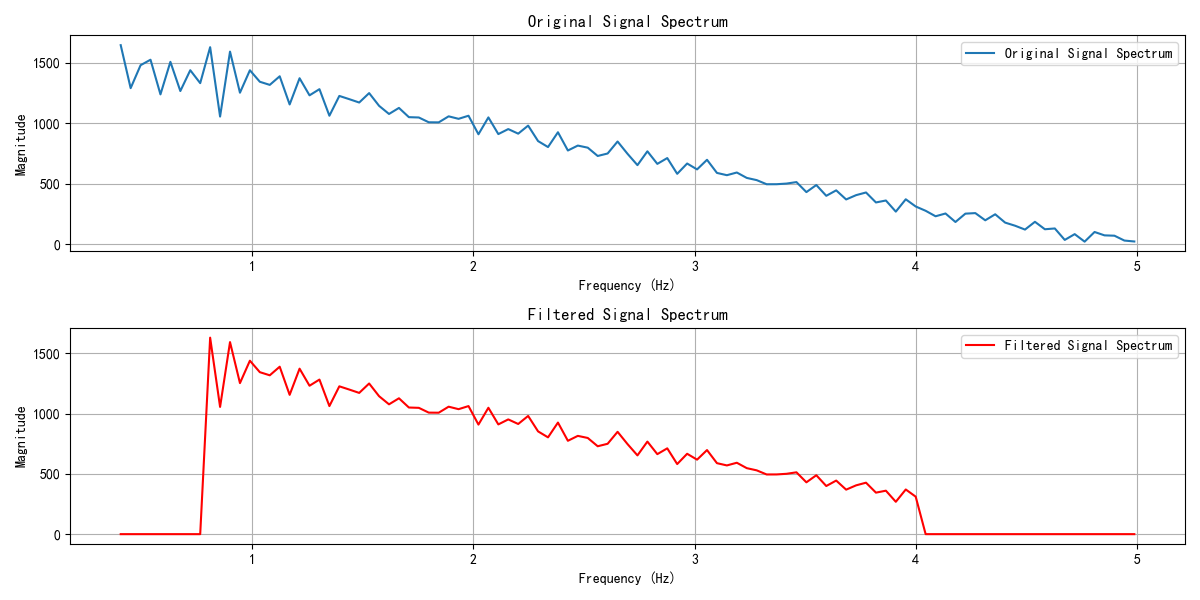 Original Signal Spectrum
Original Signal Spectrum
Magnitude
1500
1000
500
0
1 2 3 4 5
Frequency (Hz)
Filtered Signal Spectrum
Filtered Signal Spectrum
Magnitude
1500
1000
500
0
1 2 3 4 5
Frequency (Hz)